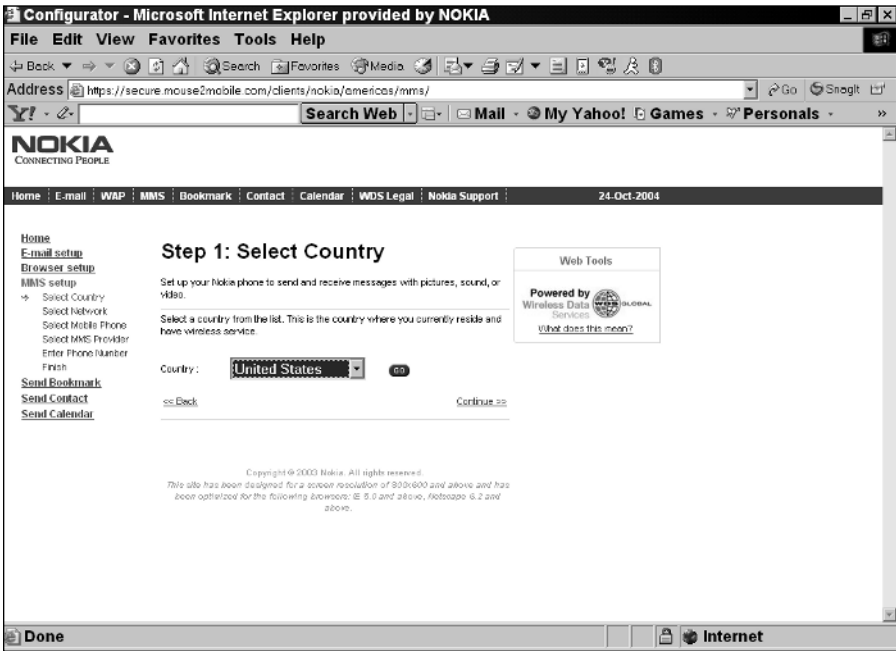 Configurator - Microsoft Internet Explorer provided by NOKIA
File Edit View Favorites Tools Help
Back Search Favorites Media
Address https://secure.mouse2mobile.com/clients/nokia/americas/mms/ Go SnagIt
Y! Search Web Mail My Yahoo! Games Personals »
NOKIA
CONNECTING PEOPLE
Home E-mail WAP MMS Bookmark Contact Calendar WDS Legal Nokia Support 24-Oct-2004
Home
E-mail setup
Browser setup
MMS setup
Select Country
Select Network
Select Mobile Phone
Select MMS Provider
Enter Phone Number
Finish
Send Bookmark
Send Contact
Send Calendar
Step 1: Select Country
Set up your Nokia phone to send and receive messages with pictures, sound, or
video.
Select a country from the list. This is the country where you currently reside and
have wireless service.
Country: United States GO
<< Back Continue >>
Web Tools
Powered by
Wireless Data WDS GLOBAL
Services
What does this mean?
Copyright © 2003 Nokia. All rights reserved.
This site has been designed for a screen resolution of 800x600 and above and has
been optimized for the following browsers: IE 5.0 and above, Netscape 6.2 and
above.
Done Internet